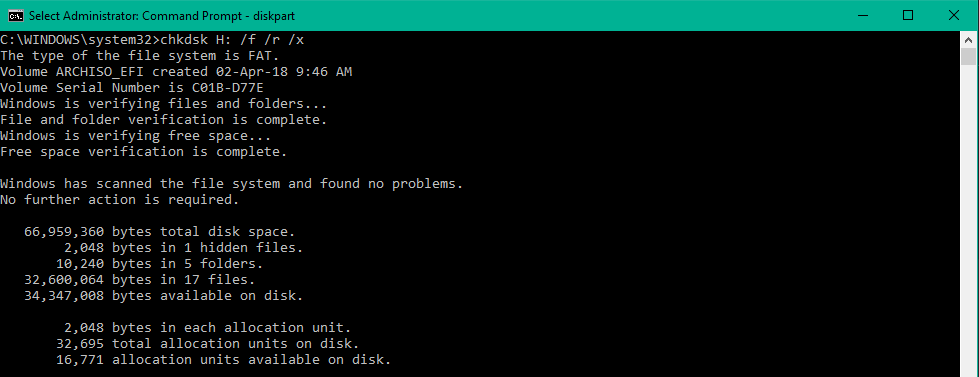 Select Administrator: Command Prompt - diskpart
C:\WINDOWS\system32>chkdsk H: /f /r /x
The type of the file system is FAT.
Volume ARCHISO_EFI created 02-Apr-18 9:46 AM
Volume Serial Number is C01B-D77E
Windows is verifying files and folders...
File and folder verification is complete.
Windows is verifying free space...
Free space verification is complete.

Windows has scanned the file system and found no problems.
No further action is required.

   66,959,360 bytes total disk space.
        2,048 bytes in 1 hidden files.
       10,240 bytes in 5 folders.
   32,600,064 bytes in 17 files.
   34,347,008 bytes available on disk.

        2,048 bytes in each allocation unit.
       32,695 total allocation units on disk.
       16,771 allocation units available on disk.